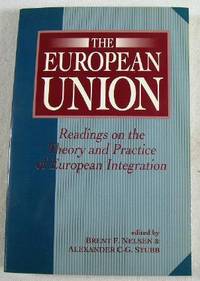 THE
EUROPEAN
UNION
Readings on the
Theory and Practice
of European Integration
edited by
BRENT F. NELSEN &
ALEXANDER C-G. STUBB